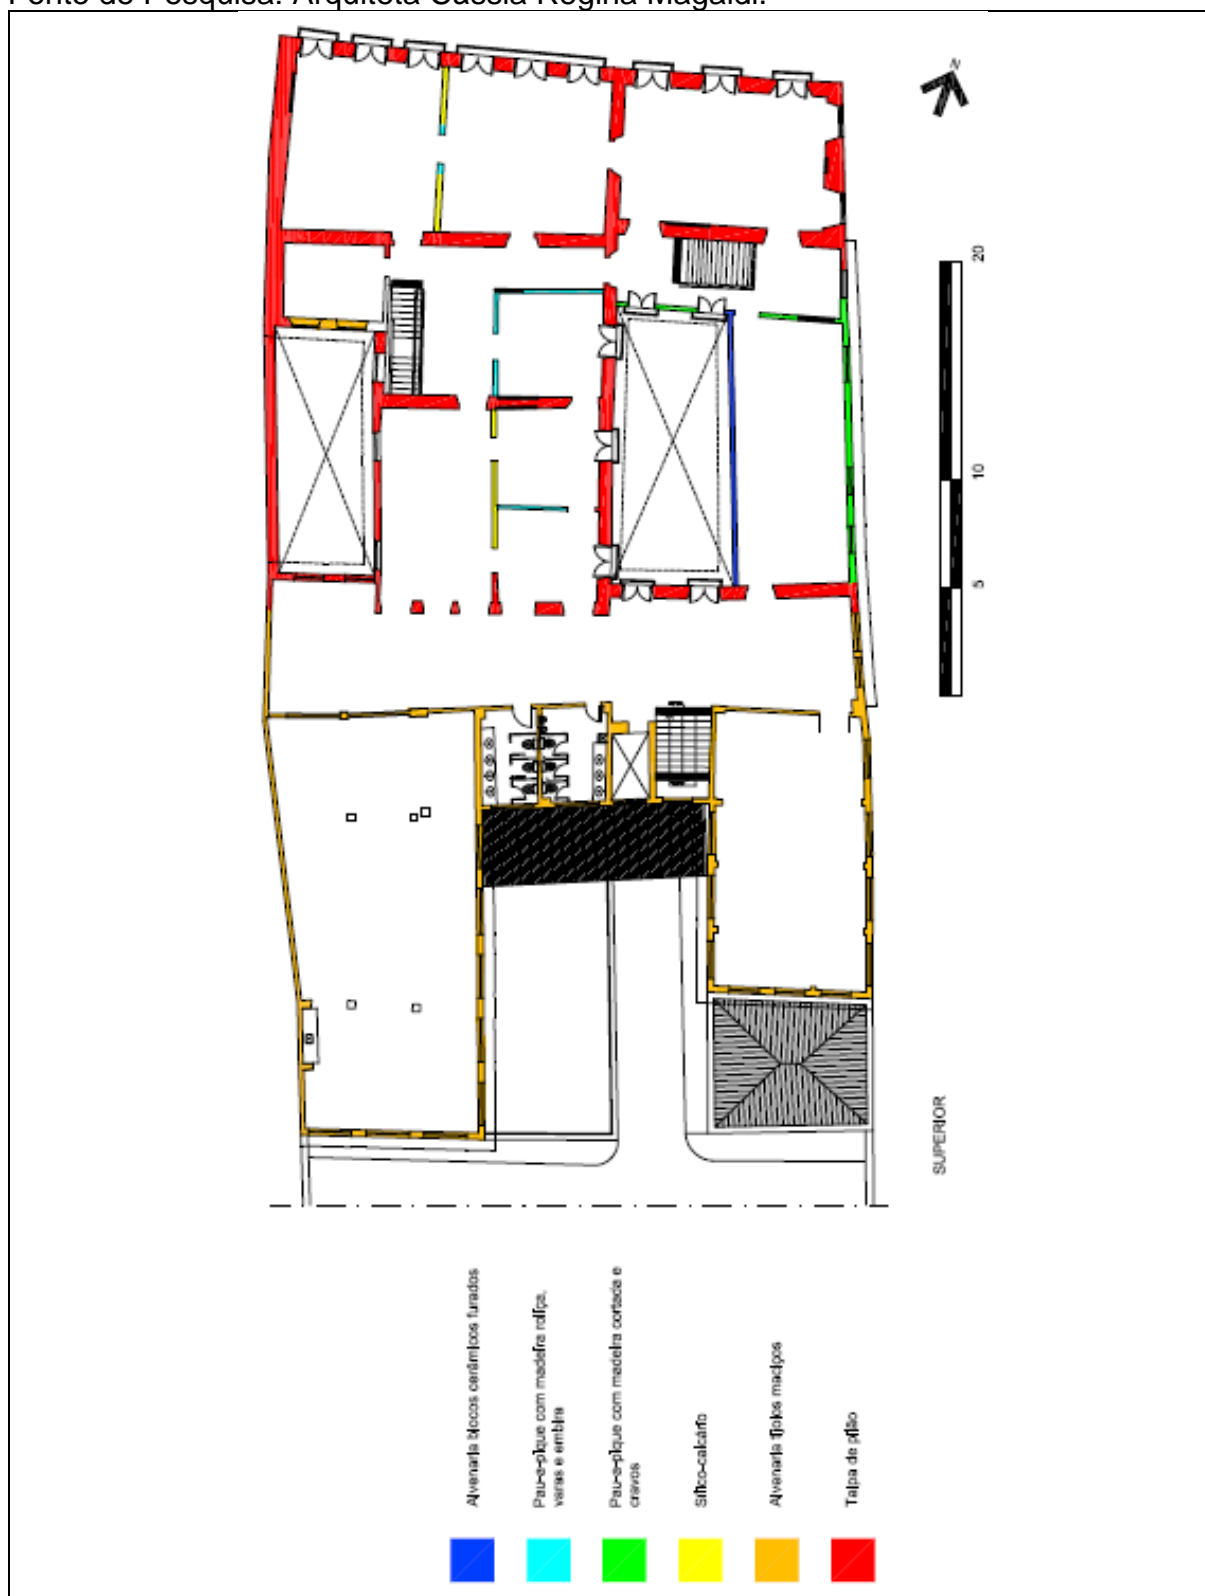 Fonte de Pesquisa: Arquiteta Cássia Regina Magaldi.
N
20
10
5
SUPERIOR
Alvenaria blocos cerâmicos furados
Pau-a-pique com madeira roliça,
varas e embira
Pau-a-pique com madeira cortada e
cravos
Sílico-calcário
Alvenaria tijolos maciços
Taipa de pilão